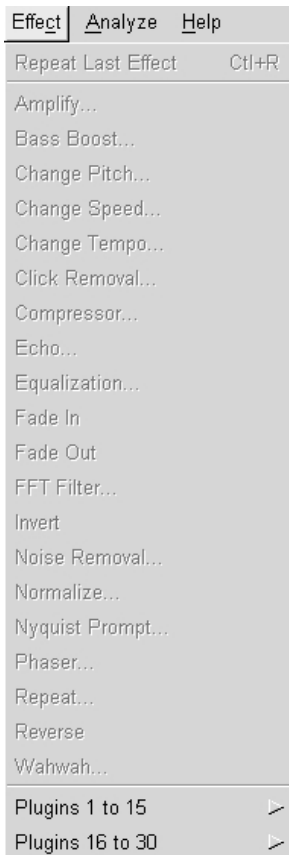 Effect Analyze Help
Repeat Last Effect Ctl+R
Amplify...
Bass Boost...
Change Pitch...
Change Speed...
Change Tempo...
Click Removal...
Compressor...
Echo...
Equalization...
Fade In
Fade Out
FFT Filter...
Invert
Noise Removal...
Normalize...
Nyquist Prompt...
Phaser...
Repeat...
Reverse
Wahwah...
Plugins 1 to 15
Plugins 16 to 30